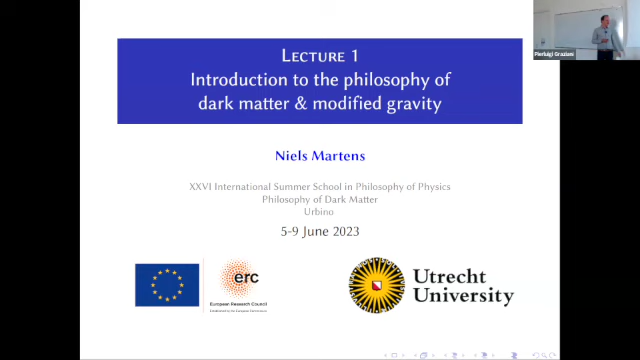 LECTURE 1
Introduction to the philosophy of
dark matter & modified gravity
Niels Martens
XXVI International Summer School in Philosophy of Physics
Philosophy of Dark Matter
Urbino
5-9 June 2023
erc
European Research Council
Established by the European Commission
Utrecht
University
Pierluigi Graziani